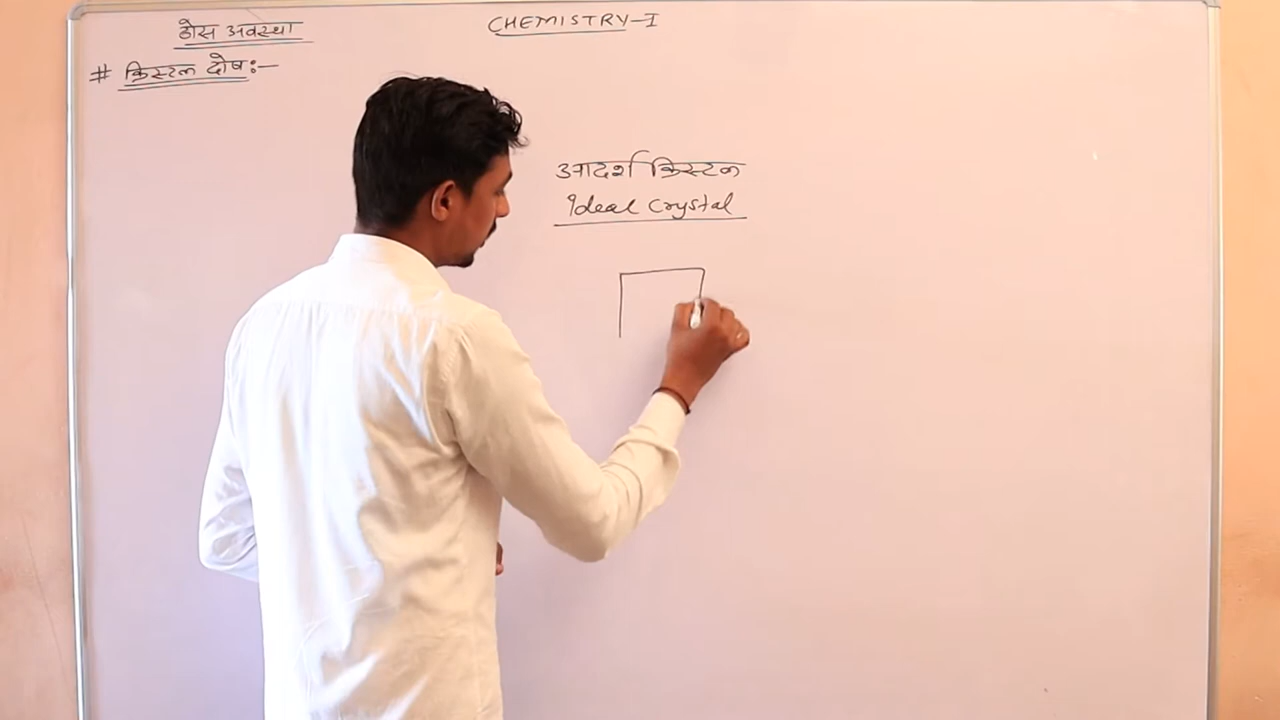 ठोस अवस्था
CHEMISTRY-I
# क्रिस्टल दोष:-
आदर्श क्रिस्टल
Ideal Crystal